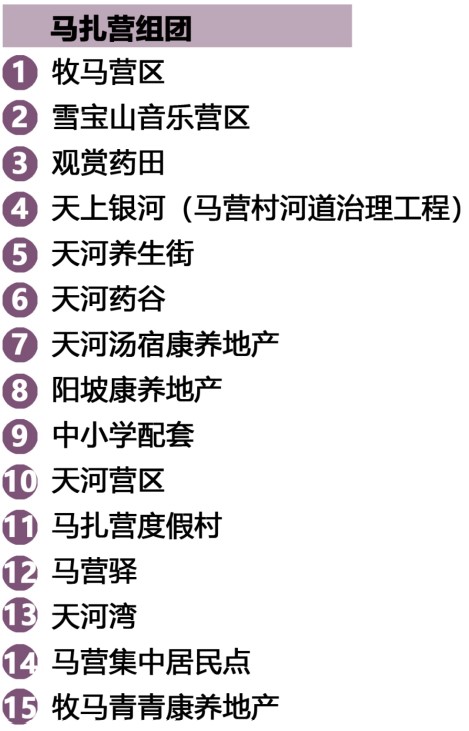 马扎营组团
1 牧马营区
2 雪宝山音乐营区
3 观赏药田
4 天上银河（马营村河道治理工程）
5 天河养生街
6 天河药谷
7 天河汤宿康养地产
8 阳坡康养地产
9 中小学配套
10 天河营区
11 马扎营度假村
12 马营驿
13 天河湾
14 马营集中居民点
15 牧马青青康养地产